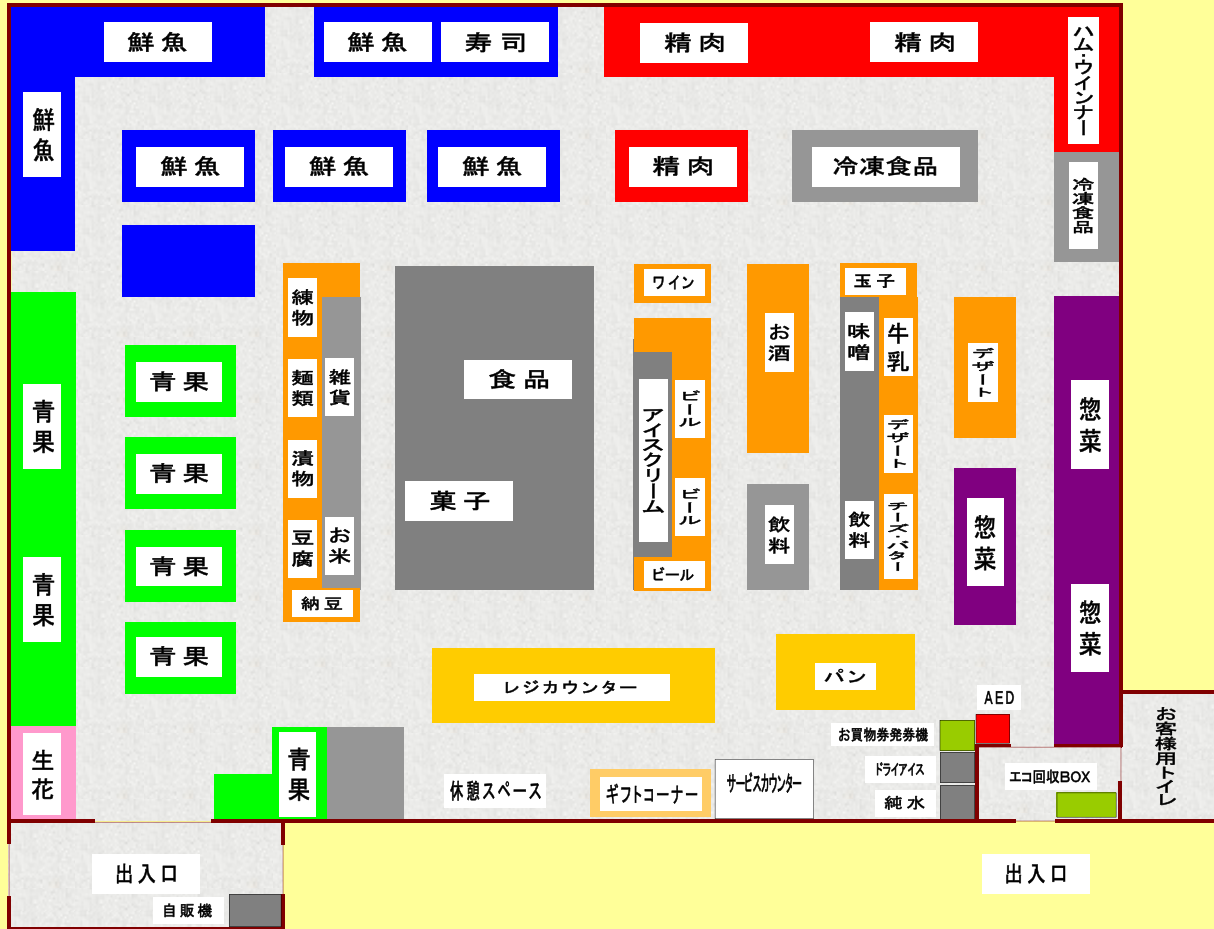 鮮魚
鮮魚
寿司
精肉
精肉
ハム・ウインナー
鮮魚
鮮魚
鮮魚
鮮魚
精肉
冷凍食品
冷凍食品
練物
麺類
漬物
豆腐
納豆
雑貨
お米
食品
菓子
ワイン
アイスクリーム
ビール
ビール
ビール
お酒
飲料
玉子
味噌
牛乳
デザート
飲料
チーズ・バター
デザート
惣菜
惣菜
惣菜
青果
青果
青果
青果
青果
青果
レジカウンター
パン
AED
お買物券発券機
ドライアイス
純水
エコ回収BOX
お客様用トイレ
生花
青果
休憩スペース
ギフトコーナー
サービスカウンター
出入口
自販機
出入口